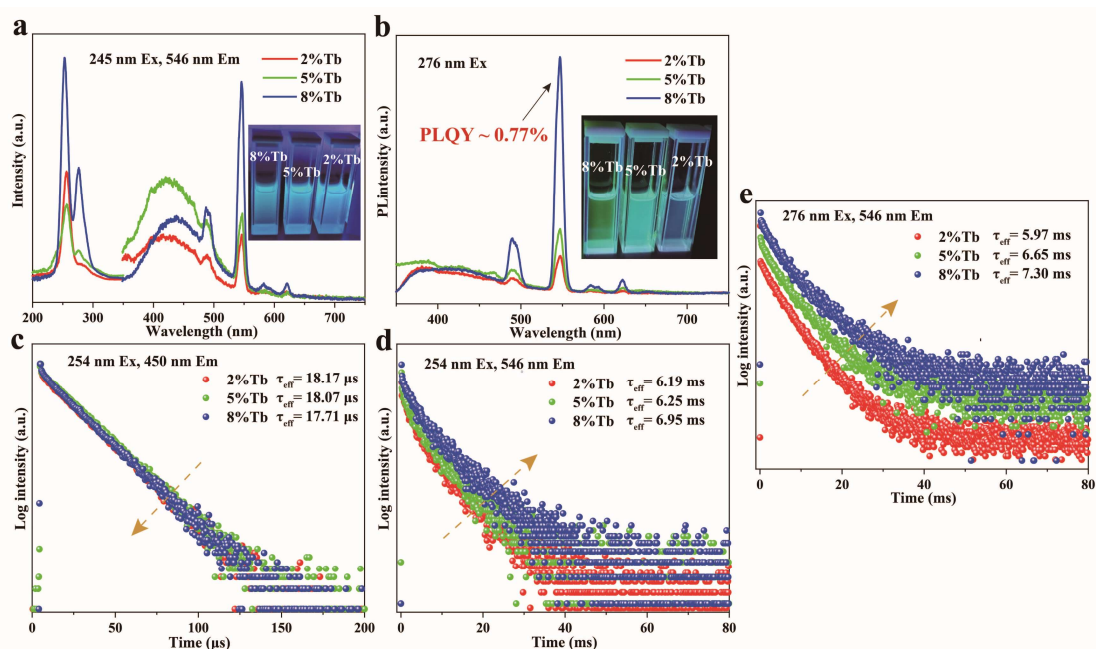 a
245 nm Ex, 546 nm Em
2%Tb
5%Tb
8%Tb
8%Tb
5%Tb
2%Tb
Intensity (a.u.)
200 300 400 500 600 700
Wavelength (nm)
b
276 nm Ex
2%Tb
5%Tb
8%Tb
PLQY ~ 0.77%
8%Tb
5%Tb
2%Tb
PLintensity (a.u.)
400 500 600 700
Wavelength (nm)
c
254 nm Ex, 450 nm Em
2%Tb τeff= 18.17 μs
5%Tb τeff= 18.07 μs
8%Tb τeff= 17.71 μs
Log intensity (a.u.)
0 50 100 150 200
Time (μs)
d
254 nm Ex, 546 nm Em
2%Tb τeff= 6.19 ms
5%Tb τeff= 6.25 ms
8%Tb τeff= 6.95 ms
Log intensity (a.u.)
0 20 40 60 80
Time (ms)
e
276 nm Ex, 546 nm Em
2%Tb τeff= 5.97 ms
5%Tb τeff= 6.65 ms
8%Tb τeff= 7.30 ms
Log intensity (a.u.)
0 20 40 60 80
Time (ms)